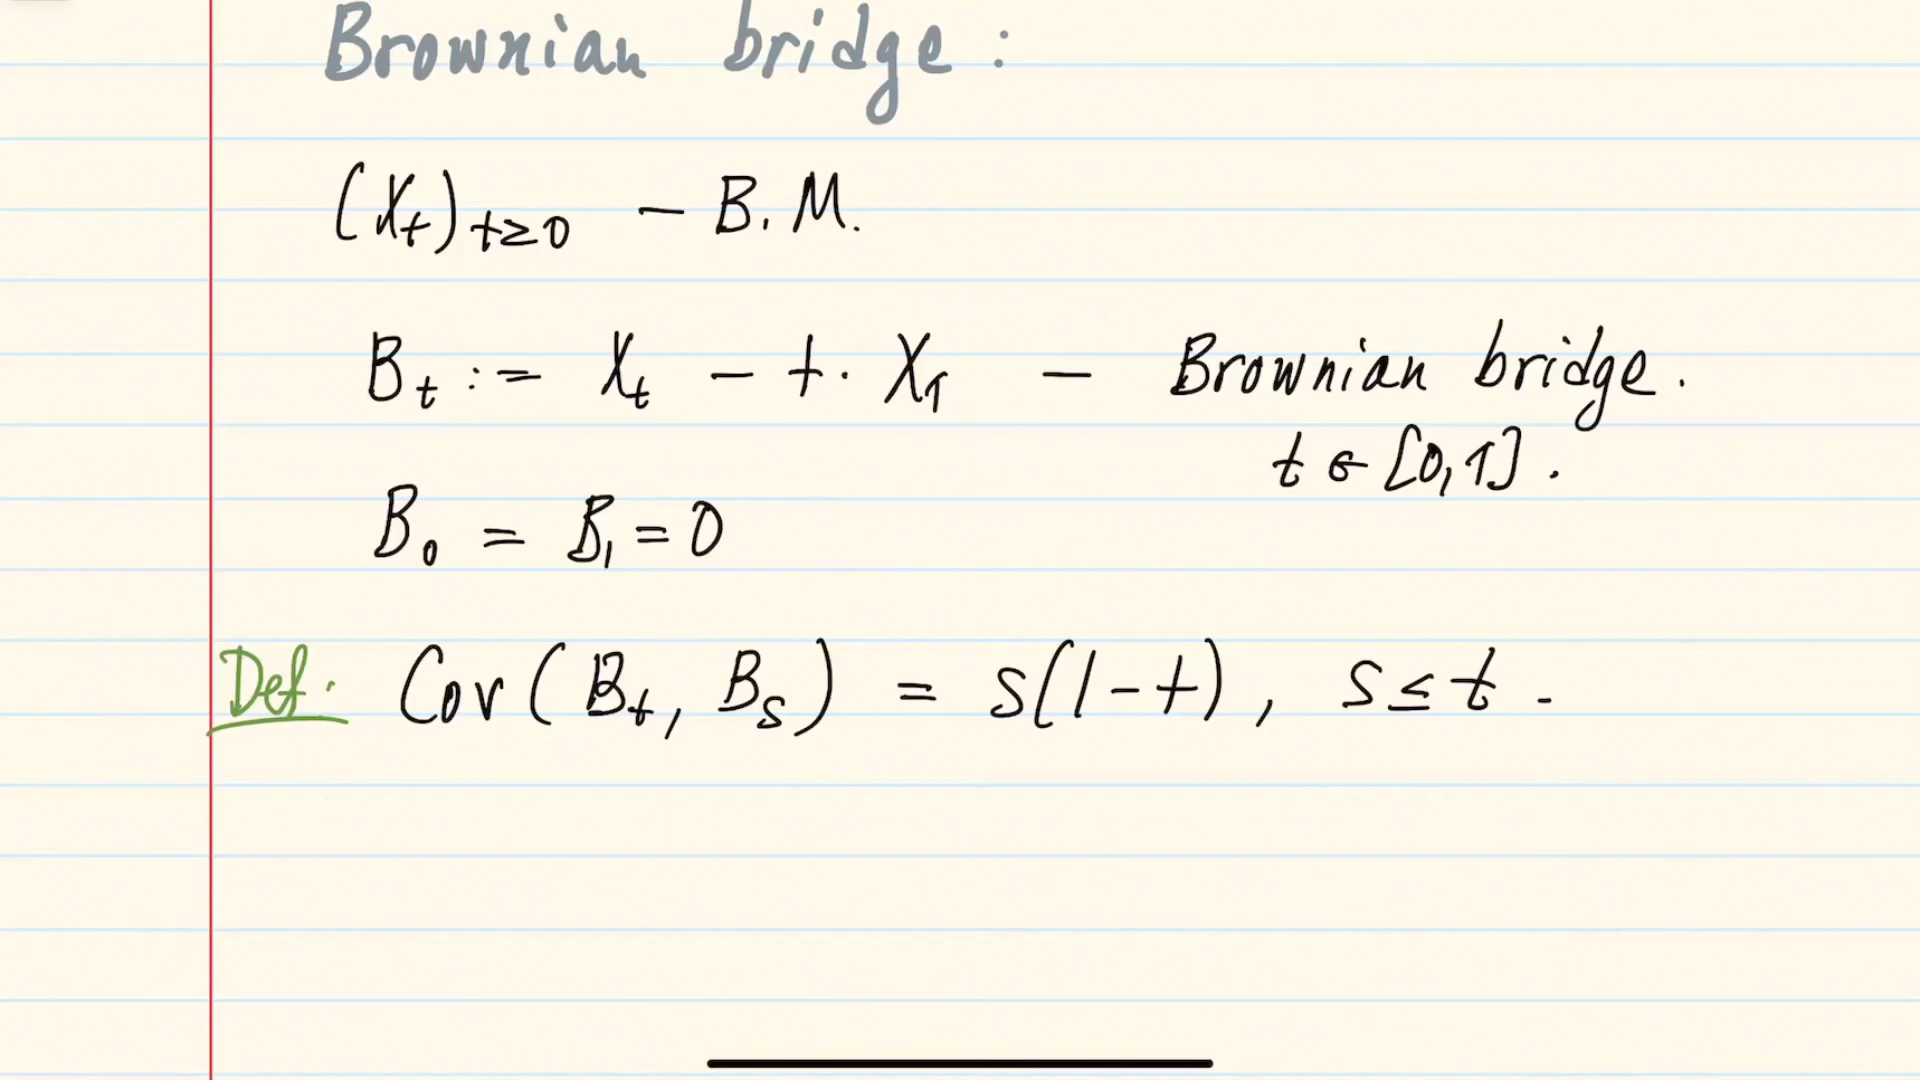 Brownian bridge :
(X_t)_{t≥0} – B.M.
B_t := X_t – t · X_1 – Brownian bridge.
t ∈ [0,1].
B_0 = B_1 = 0
Def. Cov(B_t, B_s) = s(1-t), s≤t.